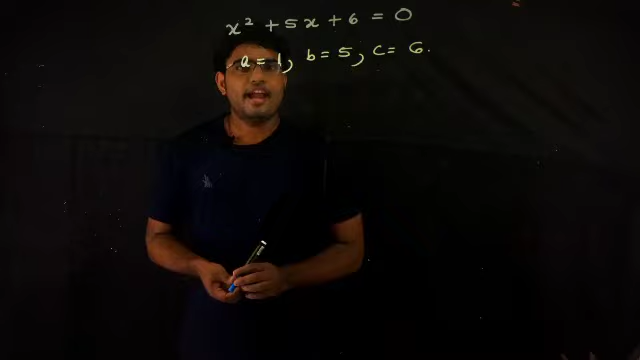 x² + 5x + 6 = 0
a = 1, b = 5, c = 6.